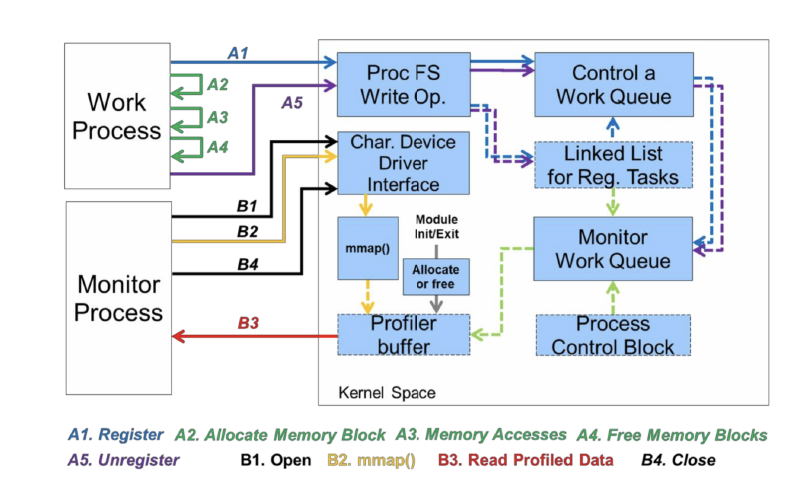 A1
A2
A3
A4
A5
Work
Process
Proc FS
Write Op.
Control a
Work Queue
Char. Device
Driver
Interface
Linked List
for Reg. Tasks
B1
B2
B4
Monitor
Process
mmap()
Module
Init/Exit
Allocate
or free
Monitor
Work Queue
B3
Profiler
buffer
Process
Control Block
Kernel Space
A1. Register A2. Allocate Memory Block A3. Memory Accesses A4. Free Memory Blocks
A5. Unregister B1. Open B2. mmap() B3. Read Profiled Data B4. Close